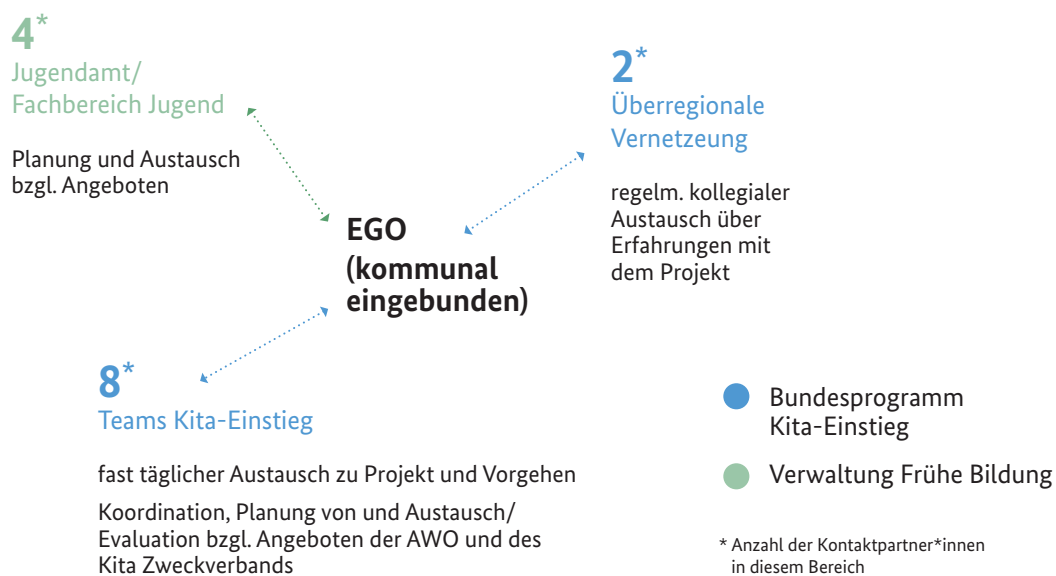 4*
Jugendamt/
Fachbereich Jugend
Planung und Austausch
bzgl. Angeboten
2*
Überregionale
Vernetzeung
regelm. kollegialer
Austausch über
Erfahrungen mit
dem Projekt
EGO
(kommunal
eingebunden)
8*
Teams Kita-Einstieg
fast täglicher Austausch zu Projekt und Vorgehen
Koordination, Planung von und Austausch/
Evaluation bzgl. Angeboten der AWO und des
Kita Zweckverbands
Bundesprogramm
Kita-Einstieg
Verwaltung Frühe Bildung
* Anzahl der Kontaktpartner*innen
in diesem Bereich